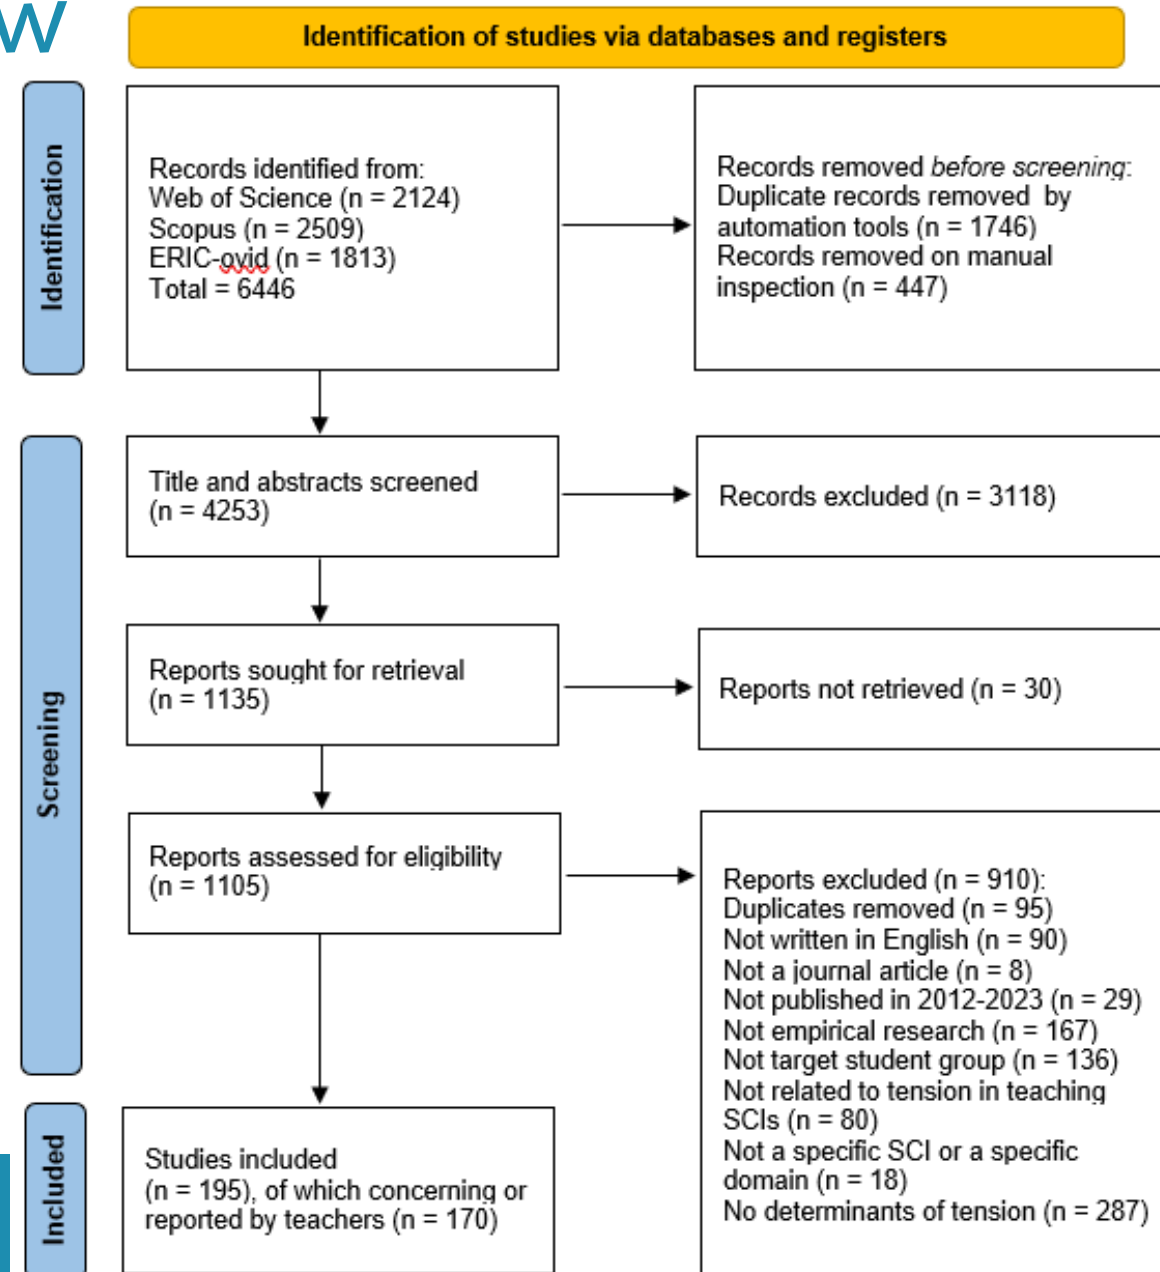 w
Identification of studies via databases and registers
Identification
Records identified from:
Web of Science (n = 2124)
Scopus (n = 2509)
ERIC-ovid (n = 1813)
Total = 6446
Records removed before screening:
Duplicate records removed by
automation tools (n = 1746)
Records removed on manual
inspection (n = 447)
Screening
Title and abstracts screened
(n = 4253)
Records excluded (n = 3118)
Reports sought for retrieval
(n = 1135)
Reports not retrieved (n = 30)
Reports assessed for eligibility
(n = 1105)
Reports excluded (n = 910):
Duplicates removed (n = 95)
Not written in English (n = 90)
Not a journal article (n = 8)
Not published in 2012-2023 (n = 29)
Not empirical research (n = 167)
Not target student group (n = 136)
Not related to tension in teaching
SCIs (n = 80)
Not a specific SCI or a specific
domain (n = 18)
No determinants of tension (n = 287)
Included
Studies included
(n = 195), of which concerning or
reported by teachers (n = 170)